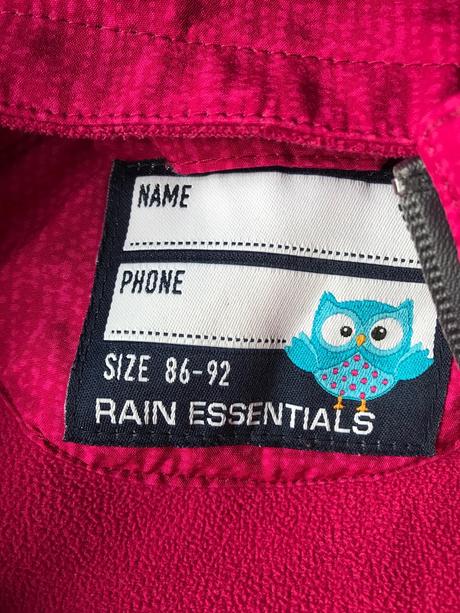 NAME
PHONE
SIZE 86-92
RAIN ESSENTIALS